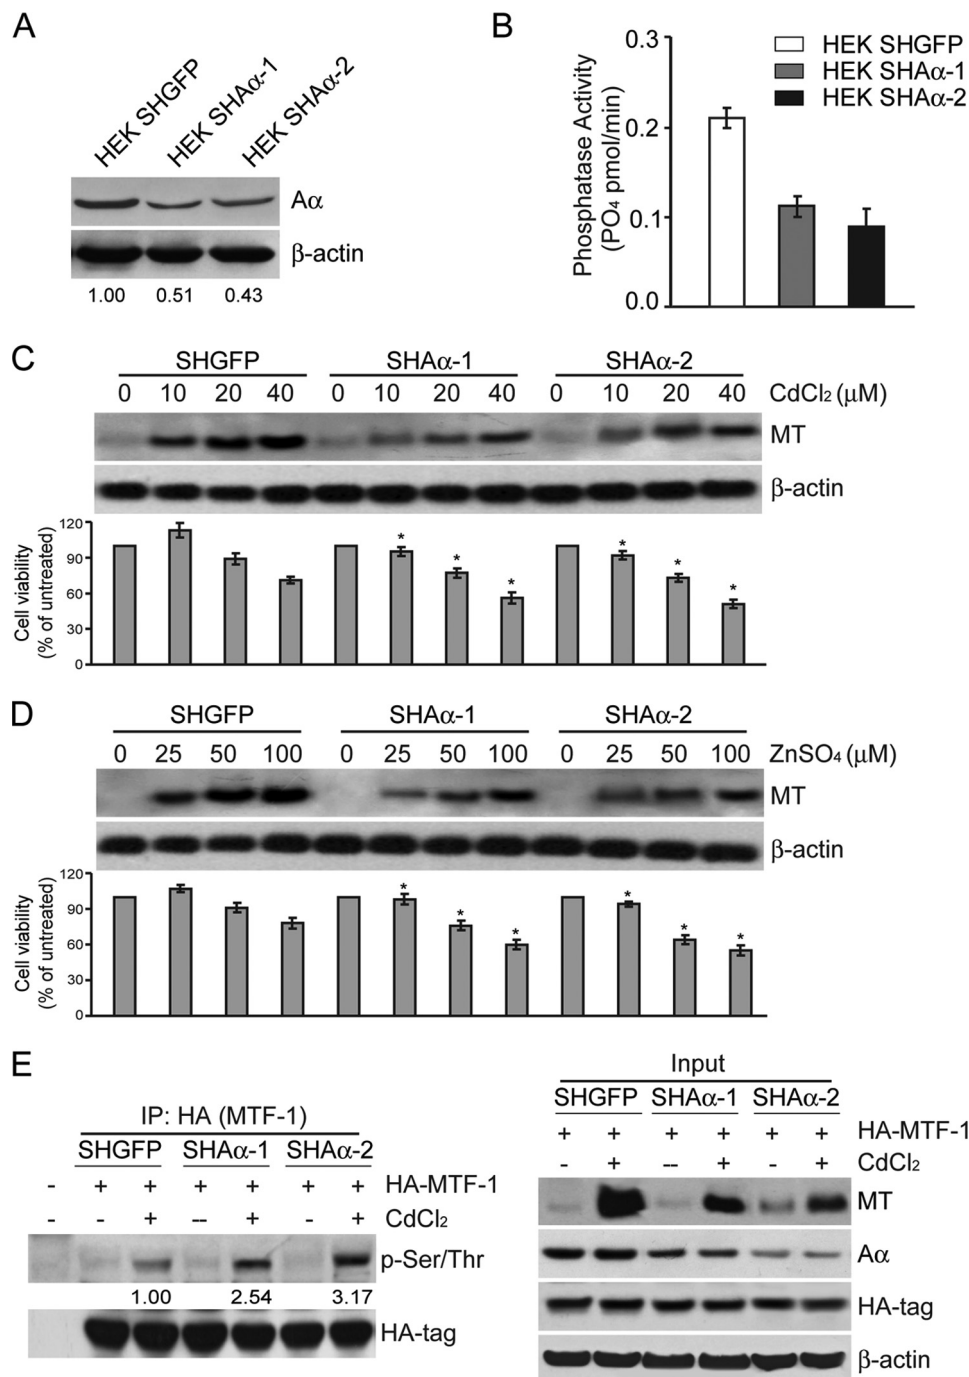 A
HEK SHGFP
HEK SHAα-1
HEK SHAα-2
Aα
β-actin
1.00 0.51 0.43
B
Phosphatase Activity
(PO4 pmol/min)
0.3
0.2
0.1
0.0
HEK SHGFP
HEK SHAα-1
HEK SHAα-2
C
SHGFP SHAα-1 SHAα-2
0 10 20 40 0 10 20 40 0 10 20 40 CdCl2 (μM)
MT
β-actin
Cell viability
(% of untreated)
120
90
60
30
0
* * * * * *
D
SHGFP SHAα-1 SHAα-2
0 25 50 100 0 25 50 100 0 25 50 100 ZnSO4 (μM)
MT
β-actin
Cell viability
(% of untreated)
120
90
60
30
0
* * * * * *
E
IP: HA (MTF-1)
SHGFP SHAα-1 SHAα-2
- + + + + + + HA-MTF-1
- - + -- + - + CdCl2
p-Ser/Thr
1.00 2.54 3.17
HA-tag
Input
SHGFP SHAα-1 SHAα-2
+ + + + + + HA-MTF-1
- + -- + - + CdCl2
MT
Aα
HA-tag
β-actin